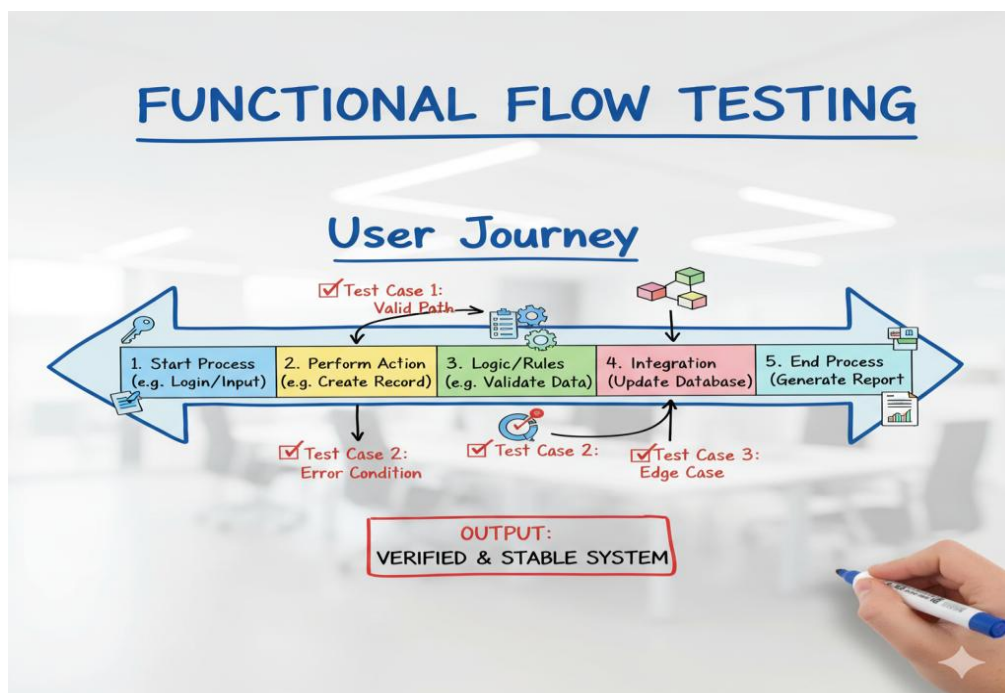 FUNCTIONAL FLOW TESTING
User Journey
Test Case 1:
Valid Path
1. Start Process
(e.g. Login/Input)
2. Perform Action
(e.g. Create Record)
3. Logic/Rules
(e.g. Validate Data)
4. Integration
(Update Database)
5. End Process
(Generate Report
Test Case 2:
Error Condition
Test Case 2:
Test Case 3:
Edge Case
OUTPUT:
VERIFIED & STABLE SYSTEM